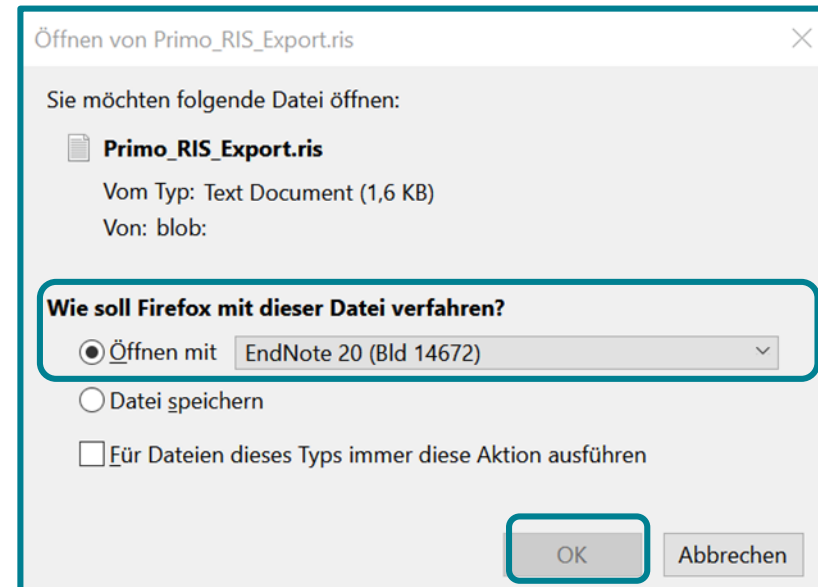 Öffnen von Primo_RIS_Export.ris
Sie möchten folgende Datei öffnen:
Primo_RIS_Export.ris
Vom Typ: Text Document (1,6 KB)
Von: blob:
Wie soll Firefox mit dieser Datei verfahren?
Öffnen mit EndNote 20 (Bld 14672)
Datei speichern
Für Dateien dieses Typs immer diese Aktion ausführen
OK Abbrechen